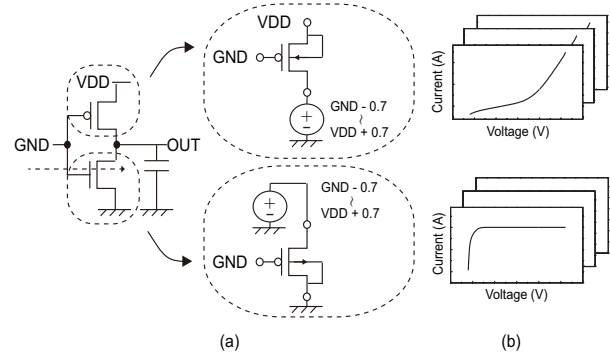 VDD
GND
GND - 0.7
~
VDD + 0.7
VDD
GND
OUT
+
-
+
-
GND - 0.7
~
VDD + 0.7
GND
(a)
Current (A)
Voltage (V)
Current (A)
Voltage (V)
(b)